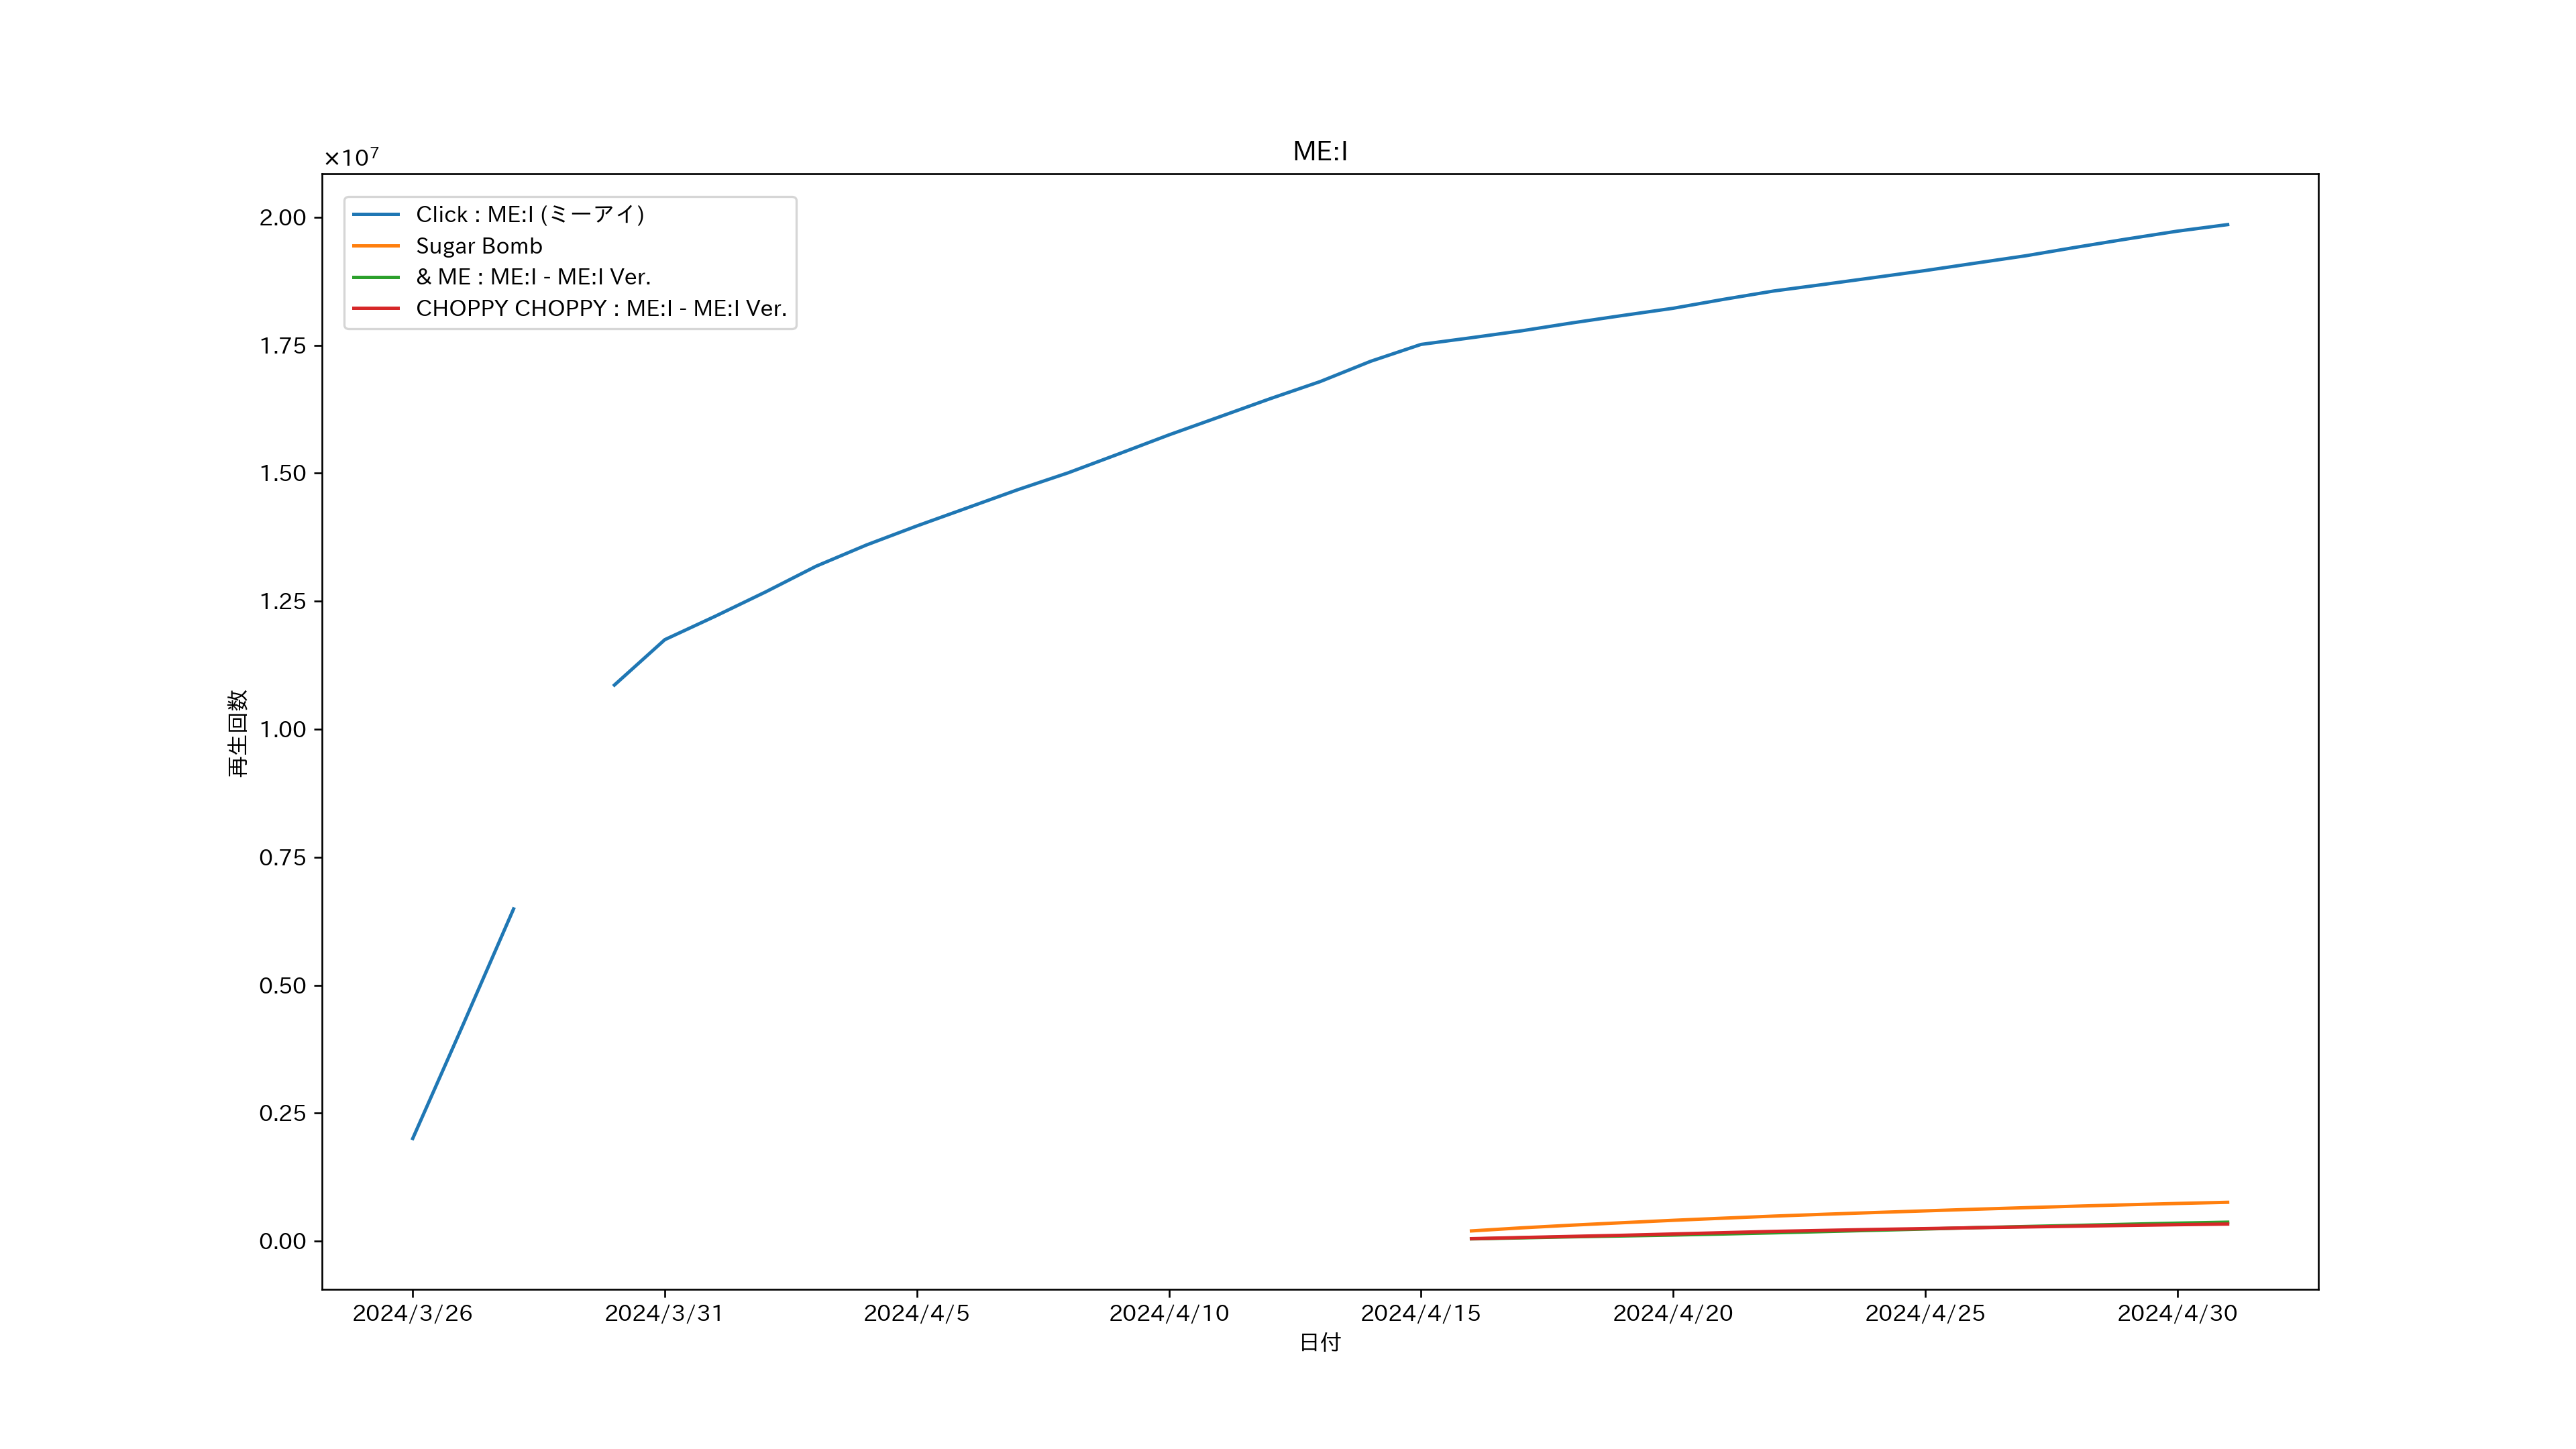 ME:I
×10⁷
Click : ME:I (ミーアイ)
Sugar Bomb
& ME : ME:I - ME:I Ver.
CHOPPY CHOPPY : ME:I - ME:I Ver.
2.00
1.75
1.50
1.25
1.00
0.75
0.50
0.25
0.00
再生回数
2024/3/26 2024/3/31 2024/4/5 2024/4/10 2024/4/15 2024/4/20 2024/4/25 2024/4/30
日付